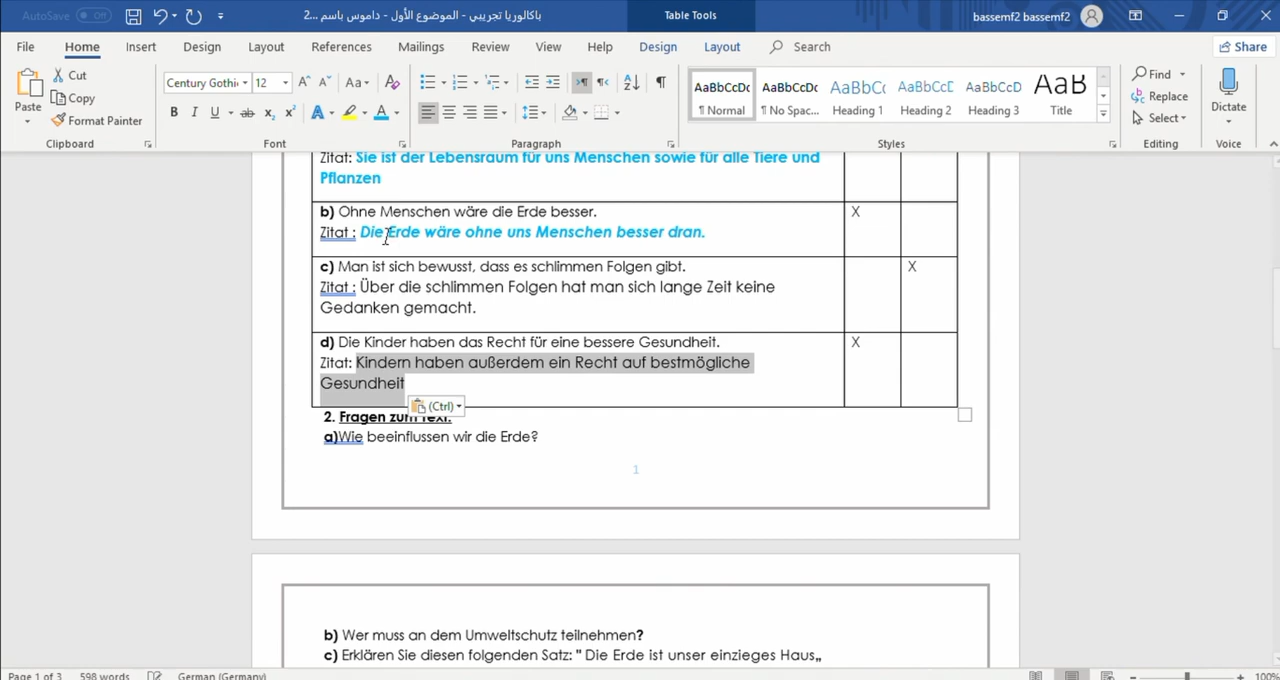 AutoSave Off
باكالوريا تجريبي - الموضوع الأول - داموس باسم ...2
Table Tools
bassemf2 bassemf2
File Home Insert Design Layout References Mailings Review View Help Design Layout Search Share
Paste
Cut
Copy
Format Painter
Clipboard
Century Gothi 12
Font
Paragraph
AaBbCcDc AaBbCcDc AaBbCc AaBbCcD AaBbCcD AaB
¶ Normal ¶ No Spac... Heading 1 Heading 2 Heading 3 Title
Styles
Find
Replace
Select
Editing
Dictate
Voice
Zitat: Sie ist der Lebensraum für uns Menschen sowie für alle Tiere und
Pflanzen
b) Ohne Menschen wäre die Erde besser. X
Zitat : Die Erde wäre ohne uns Menschen besser dran.
c) Man ist sich bewusst, dass es schlimmen Folgen gibt. X
Zitat : Über die schlimmen Folgen hat man sich lange Zeit keine
Gedanken gemacht.
d) Die Kinder haben das Recht für eine bessere Gesundheit. X
Zitat: Kindern haben außerdem ein Recht auf bestmögliche
Gesundheit
(Ctrl)
2. Fragen zum Text:
a)Wie beeinflussen wir die Erde?
1
b) Wer muss an dem Umweltschutz teilnehmen?
c) Erklären Sie diesen folgenden Satz: " Die Erde ist unser einzieges Haus„
Page 1 of 3 598 words German (Germany) 100%